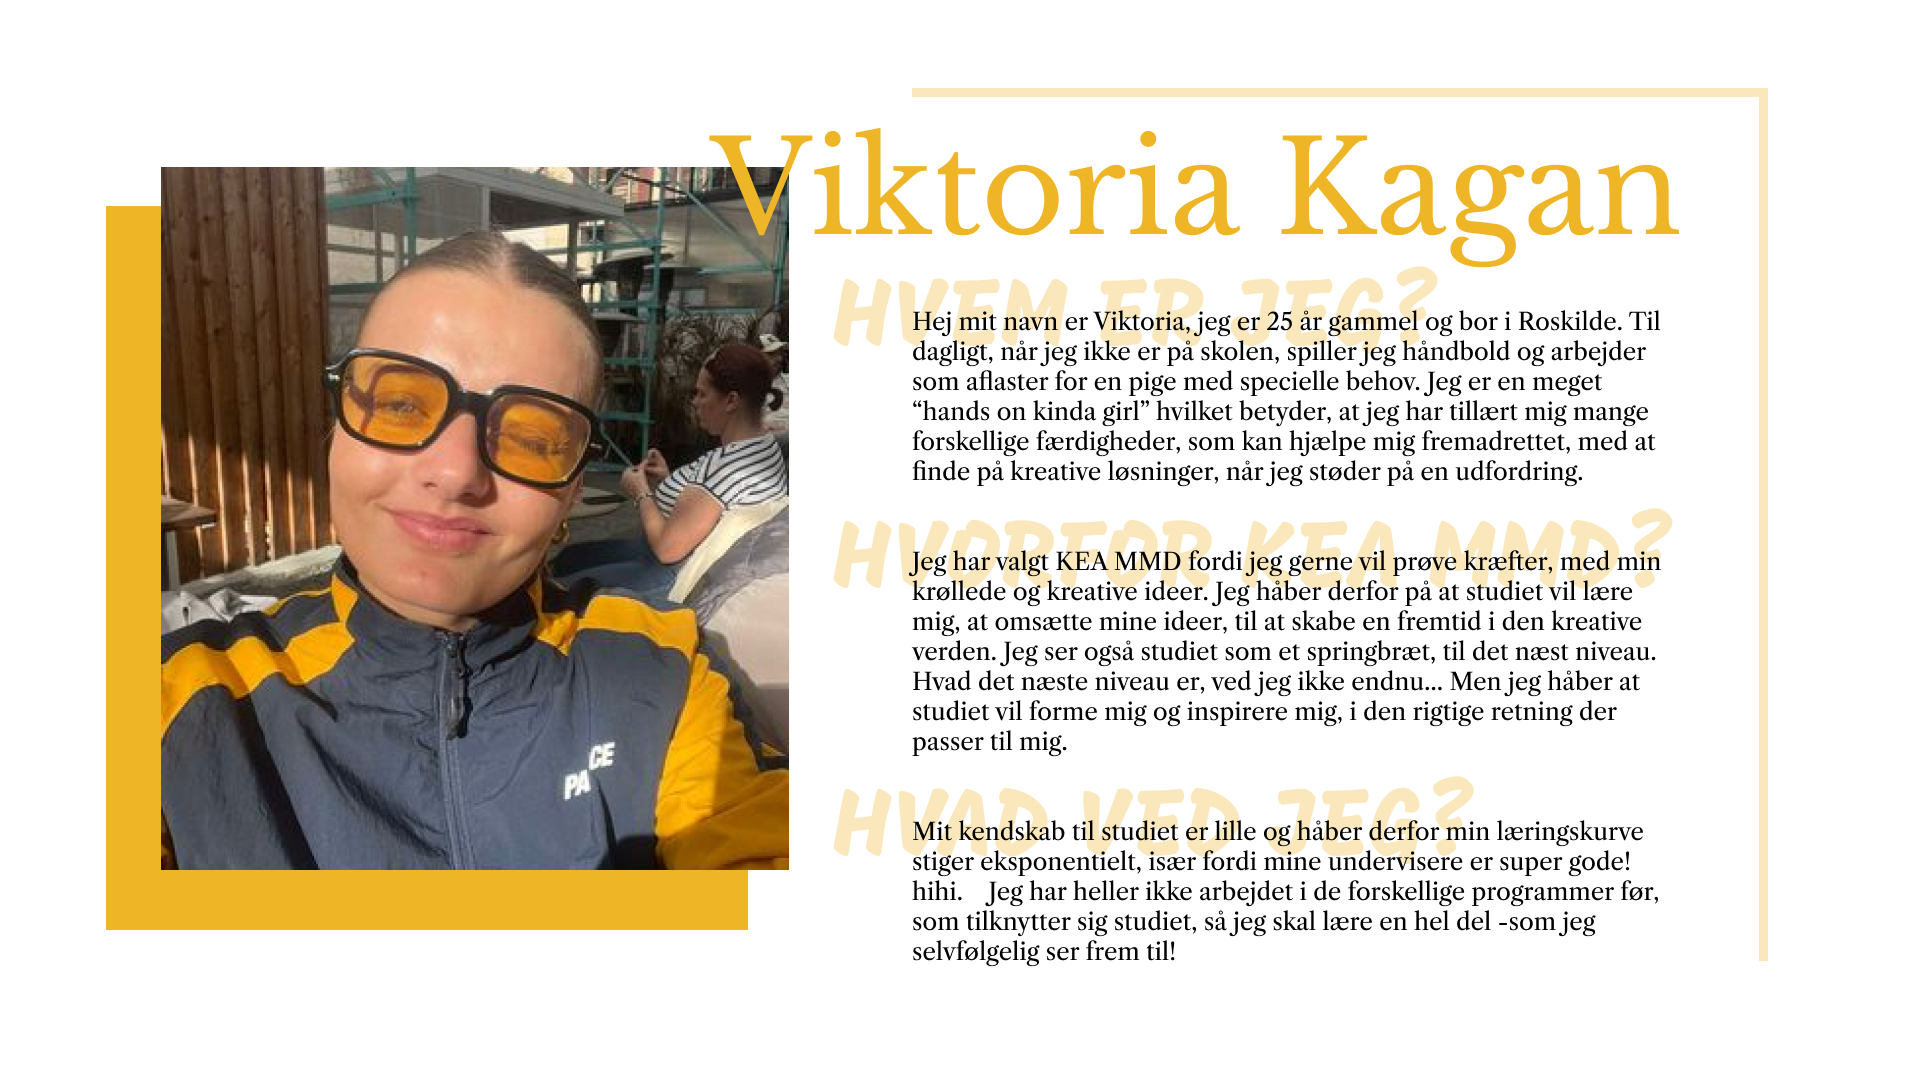 Viktoria Kagan
HVEM ER JEG?
Hej mit navn er Viktoria, jeg er 25 år gammel og bor i Roskilde. Til
dagligt, når jeg ikke er på skolen, spiller jeg håndbold og arbejder
som aflaster for en pige med specielle behov. Jeg er en meget
“hands on kinda girl” hvilket betyder, at jeg har tillært mig mange
forskellige færdigheder, som kan hjælpe mig fremadrettet, med at
finde på kreative løsninger, når jeg støder på en udfordring.
HVORFOR KEA MMD?
Jeg har valgt KEA MMD fordi jeg gerne vil prøve kræfter, med min
krøllede og kreative ideer. Jeg håber derfor på at studiet vil lære
mig, at omsætte mine ideer, til at skabe en fremtid i den kreative
verden. Jeg ser også studiet som et springbræt, til det næst niveau.
Hvad det næste niveau er, ved jeg ikke endnu... Men jeg håber at
studiet vil forme mig og inspirere mig, i den rigtige retning der
passer til mig.
HVAD VED JEG?
Mit kendskab til studiet er lille og håber derfor min læringskurve
stiger eksponentielt, især fordi mine undervisere er super gode!
hihi. Jeg har heller ikke arbejdet i de forskellige programmer før,
som tilknytter sig studiet, så jeg skal lære en hel del -som jeg
selvfølgelig ser frem til!
PA CE